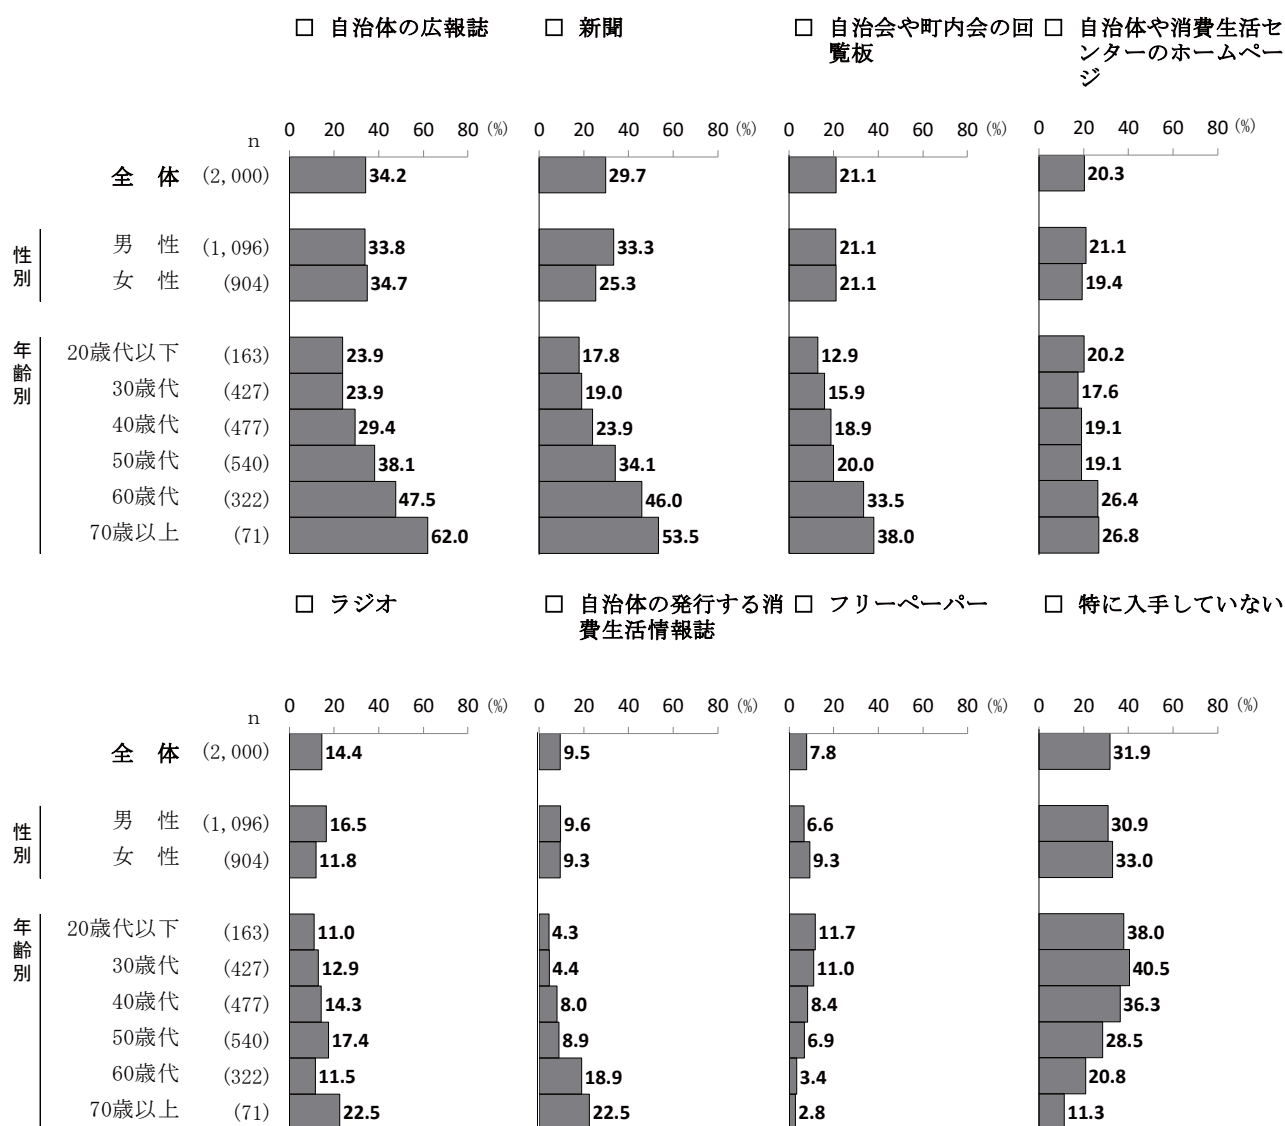 □ 自治体の広報誌 □ 新聞 □ 自治会や町内会の回 □ 自治体や消費生活セ
覧板 ンターのホームペー
ジ
0 20 40 60 80 (%) 0 20 40 60 80 (%) 0 20 40 60 80 (%) 0 20 40 60 80 (%)
n
全 体 (2,000) 34.2 29.7 21.1 20.3
性別
男 性 (1,096) 33.8 33.3 21.1 21.1
女 性 (904) 34.7 25.3 21.1 19.4
年齢別
20歳代以下 (163) 23.9 17.8 12.9 20.2
30歳代 (427) 23.9 19.0 15.9 17.6
40歳代 (477) 29.4 23.9 18.9 19.1
50歳代 (540) 38.1 34.1 20.0 19.1
60歳代 (322) 47.5 46.0 33.5 26.4
70歳以上 (71) 62.0 53.5 38.0 26.8
□ ラジオ □ 自治体の発行する消 □ フリーペーパー □ 特に入手していない
費生活情報誌
0 20 40 60 80 (%) 0 20 40 60 80 (%) 0 20 40 60 80 (%) 0 20 40 60 80 (%)
n
全 体 (2,000) 14.4 9.5 7.8 31.9
性別
男 性 (1,096) 16.5 9.6 6.6 30.9
女 性 (904) 11.8 9.3 9.3 33.0
年齢別
20歳代以下 (163) 11.0 4.3 11.7 38.0
30歳代 (427) 12.9 4.4 11.0 40.5
40歳代 (477) 14.3 8.0 8.4 36.3
50歳代 (540) 17.4 8.9 6.9 28.5
60歳代 (322) 11.5 18.9 3.4 20.8
70歳以上 (71) 22.5 22.5 2.8 11.3